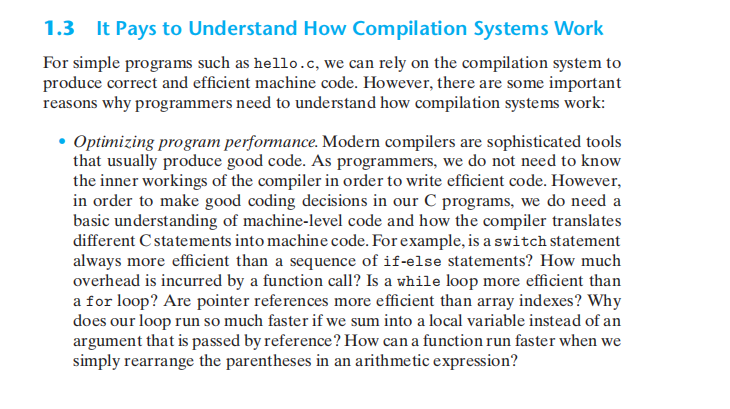 1.3 It Pays to Understand How Compilation Systems Work
For simple programs such as hello.c, we can rely on the compilation system to
produce correct and efficient machine code. However, there are some important
reasons why programmers need to understand how compilation systems work:
• Optimizing program performance. Modern compilers are sophisticated tools
that usually produce good code. As programmers, we do not need to know
the inner workings of the compiler in order to write efficient code. However,
in order to make good coding decisions in our C programs, we do need a
basic understanding of machine-level code and how the compiler translates
different C statements into machine code. For example, is a switch statement
always more efficient than a sequence of if-else statements? How much
overhead is incurred by a function call? Is a while loop more efficient than
a for loop? Are pointer references more efficient than array indexes? Why
does our loop run so much faster if we sum into a local variable instead of an
argument that is passed by reference? How can a function run faster when we
simply rearrange the parentheses in an arithmetic expression?